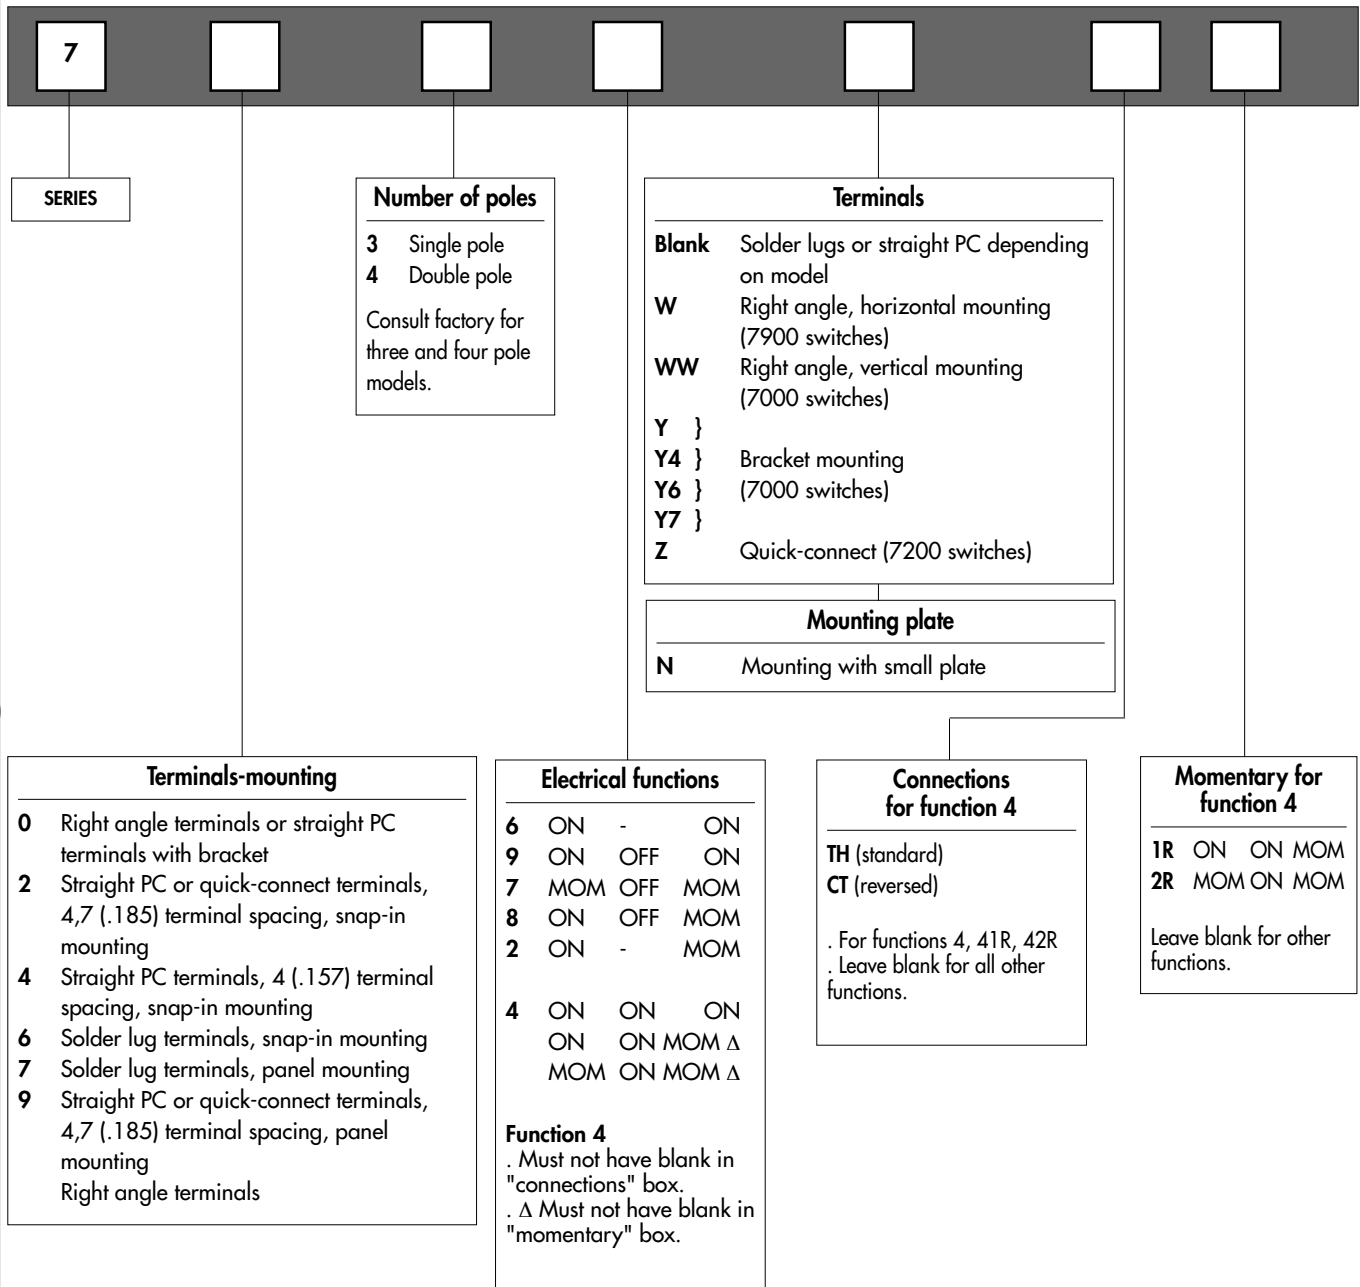 7
SERIES
Number of poles
3 Single pole
4 Double pole
Consult factory for
three and four pole
models.
Terminals
Blank Solder lugs or straight PC depending
on model
W Right angle, horizontal mounting
(7900 switches)
WW Right angle, vertical mounting
(7000 switches)
Y }
Y4 } Bracket mounting
Y6 } (7000 switches)
Y7 }
Z Quick-connect (7200 switches)
Mounting plate
N Mounting with small plate
Terminals-mounting
0 Right angle terminals or straight PC
terminals with bracket
2 Straight PC or quick-connect terminals,
4,7 (.185) terminal spacing, snap-in
mounting
4 Straight PC terminals, 4 (.157) terminal
spacing, snap-in mounting
6 Solder lug terminals, snap-in mounting
7 Solder lug terminals, panel mounting
9 Straight PC or quick-connect terminals,
4,7 (.185) terminal spacing, panel
mounting
Right angle terminals
Electrical functions
6 ON - ON
9 ON OFF ON
7 MOM OFF MOM
8 ON OFF MOM
2 ON - MOM
4 ON ON ON
ON ON MOM Δ
MOM ON MOM Δ
Function 4
. Must not have blank in
"connections" box.
. Δ Must not have blank in
"momentary" box.
Connections
for function 4
TH (standard)
CT (reversed)
. For functions 4, 41R, 42R
. Leave blank for all other
functions.
Momentary for
function 4
1R ON ON MOM
2R MOM ON MOM
Leave blank for other
functions.